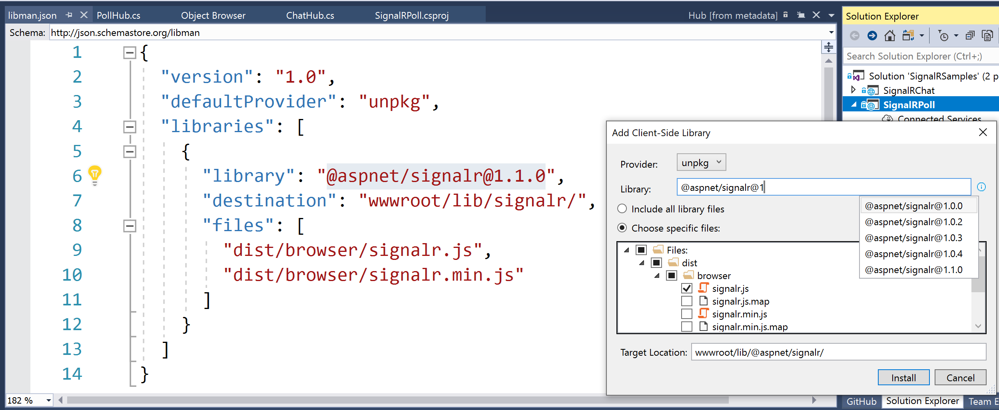 libman.json
PollHub.cs
Object Browser
ChatHub.cs
SignalRPoll.csproj
Hub [from metadata]
Schema: http://json.schemastore.org/libman
1 {
2 "version": "1.0",
3 "defaultProvider": "unpkg",
4 "libraries": [
5 {
6 "library": "@aspnet/signalr@1.1.0",
7 "destination": "wwwroot/lib/signalr/",
8 "files": [
9 "dist/browser/signalr.js",
10 "dist/browser/signalr.min.js"
11 ]
12 }
13 ]
14 }
182 %
Solution Explorer
Search Solution Explorer (Ctrl+;)
Solution 'SignalRSamples' (2 p
SignalRChat
SignalRPoll
Connected Services
Add Client-Side Library
Provider: unpkg
Library: @aspnet/signalr@1
@aspnet/signalr@1.0.0
@aspnet/signalr@1.0.2
@aspnet/signalr@1.0.3
@aspnet/signalr@1.0.4
@aspnet/signalr@1.1.0
Include all library files
Choose specific files:
Files:
dist
browser
signalr.js
signalr.js.map
signalr.min.js
signalr.min.js.map
Target Location: wwwroot/lib/@aspnet/signalr/
Install
Cancel
GitHub
Solution Explorer
Team E